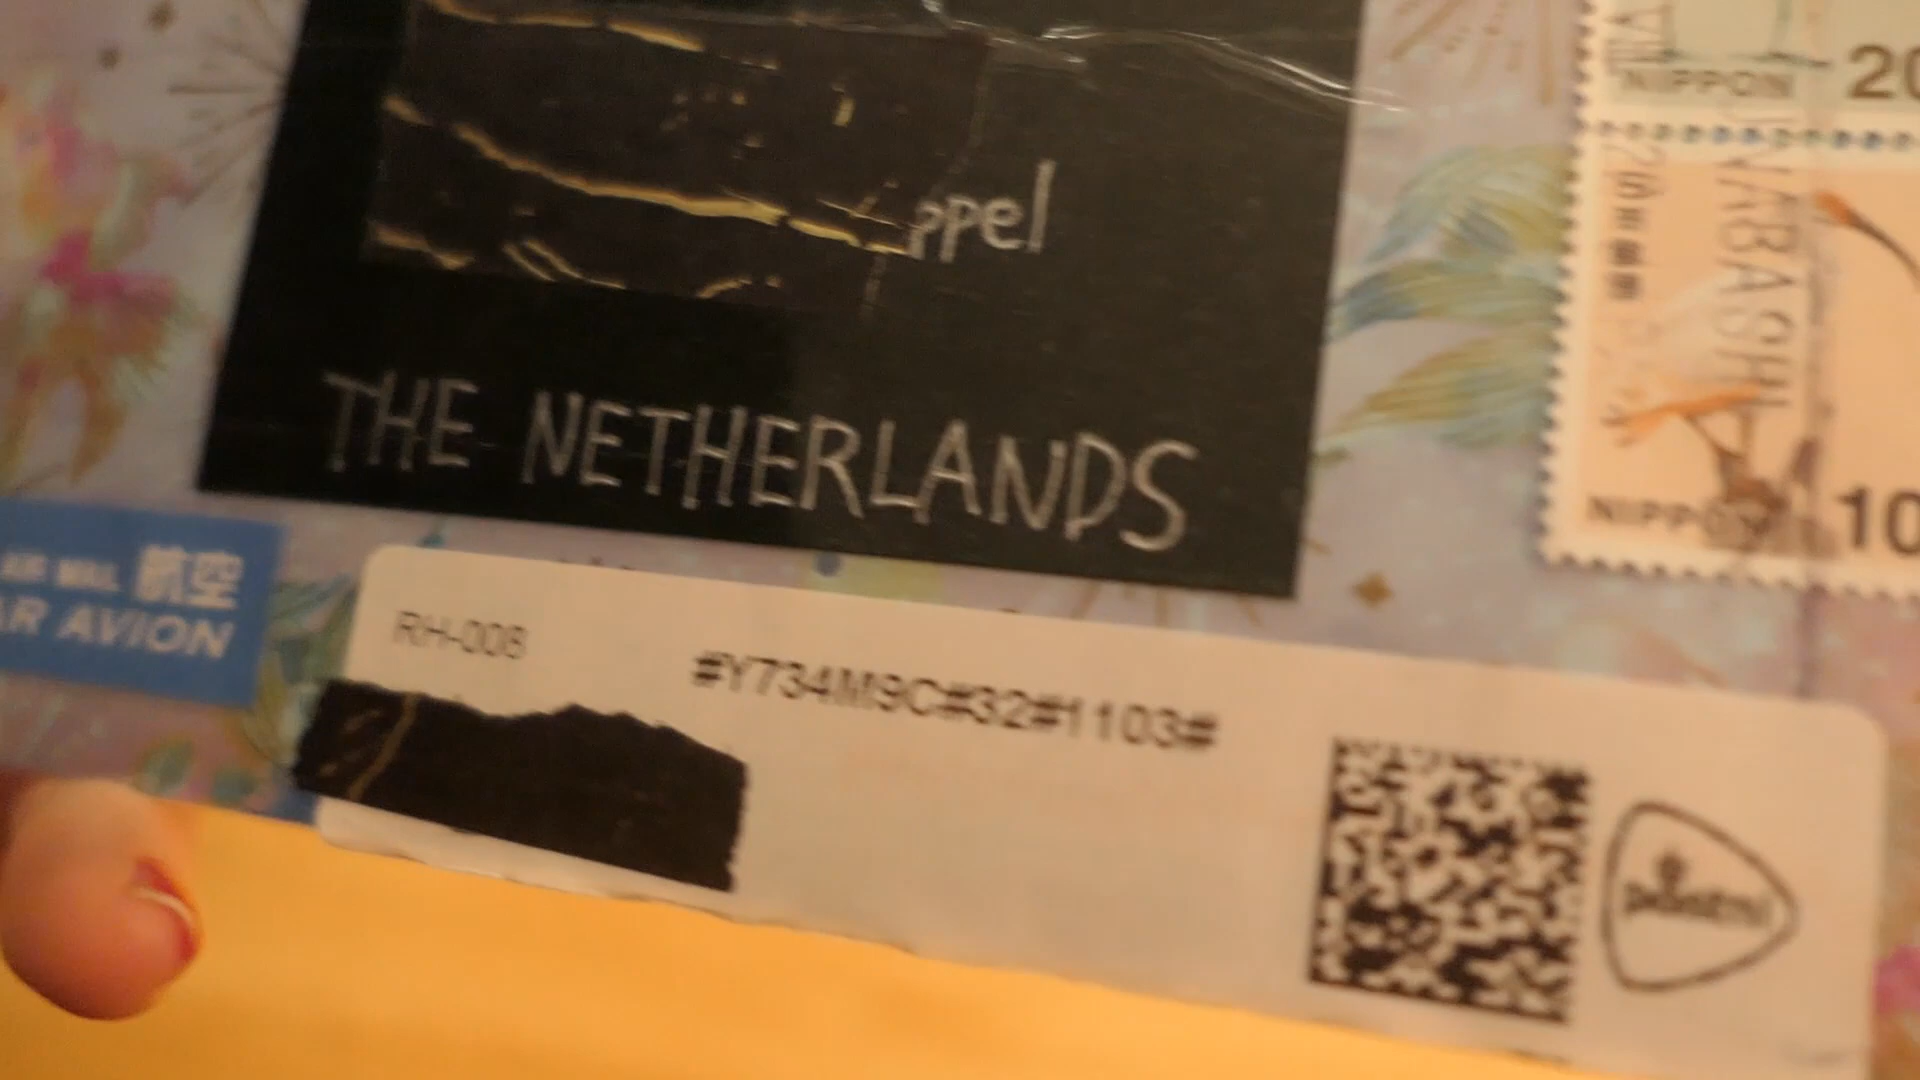 NIPPON 20
ppel
THE NETHERLANDS
NIPPON 10
AIR MAIL 航空
AR AVION
RH-008
#Y734M9C#32#1103#